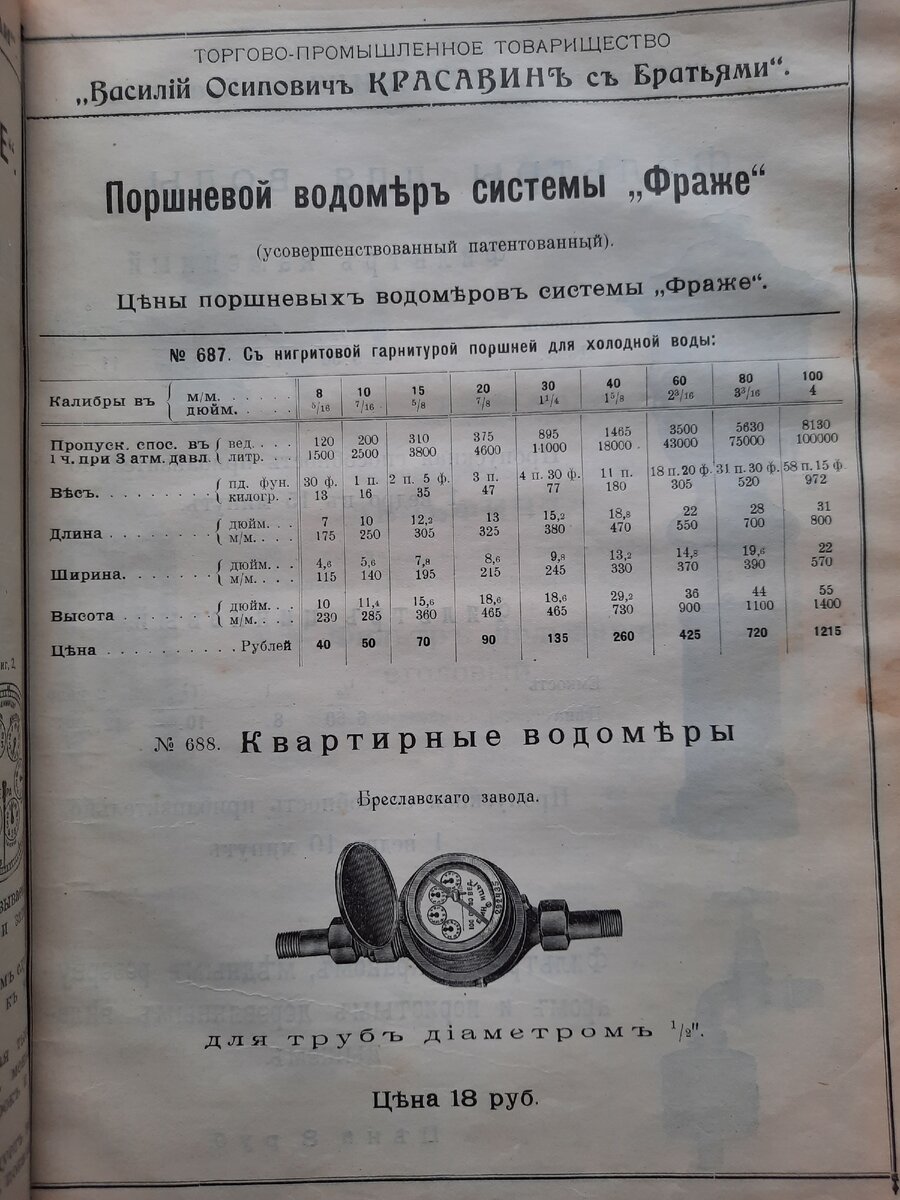 ТОРГОВО-ПРОМЫШЛЕННОЕ ТОВАРИЩЕСТВО
„Василій Осиповичъ КРАСАВИНЪ съ Братьями“.
Поршневой водомѣръ системы „Фраже“
(усовершенствованный патентованный).
Цѣны поршневыхъ водомѣровъ системы „Фраже“.
№ 687. Съ нигритовой гарнитурой поршней для холодной воды:
Калибры въ { м/м. 8 10 15 20 30 40 60 80 100
дюйм. 5/16 7/16 5/8 7/8 1 1/4 1 5/8 2 3/16 3 3/16 4
Пропуск. спос. въ { вед. 120 200 310 375 895 1465 3500 5630 8130
1 ч. при 3 атм. давл. литр. 1500 2500 3800 4600 11000 18000 43000 75000 100000
Вѣсъ. { пд. фун. 30 ф. 1 п. 2 п. 5 ф. 3 п. 4 п. 30 ф. 11 п. 18 п. 20 ф. 31 п. 30 ф. 58 п. 15 ф.
килогр. 13 16 35 47 77 180 305 520 972
Длина { дюйм. 7 10 12,2 13 15,2 18,8 22 28 31
м/м. 175 250 305 325 380 470 550 700 800
Ширина. { дюйм. 4,6 5,6 7,8 8,6 9,8 13,2 14,8 19,6 22
м/м. 115 140 195 215 245 330 370 390 570
Высота { дюйм. 10 11,4 15,6 18,6 18,6 29,2 36 44 55
м/м. 230 285 360 465 465 730 900 1100 1400
Цѣна Рублей 40 50 70 90 135 260 425 720 1215
№ 688. Квартирные водомѣры
Бреславскаго завода.
для трубъ діаметромъ 1/2".
Цѣна 18 руб.